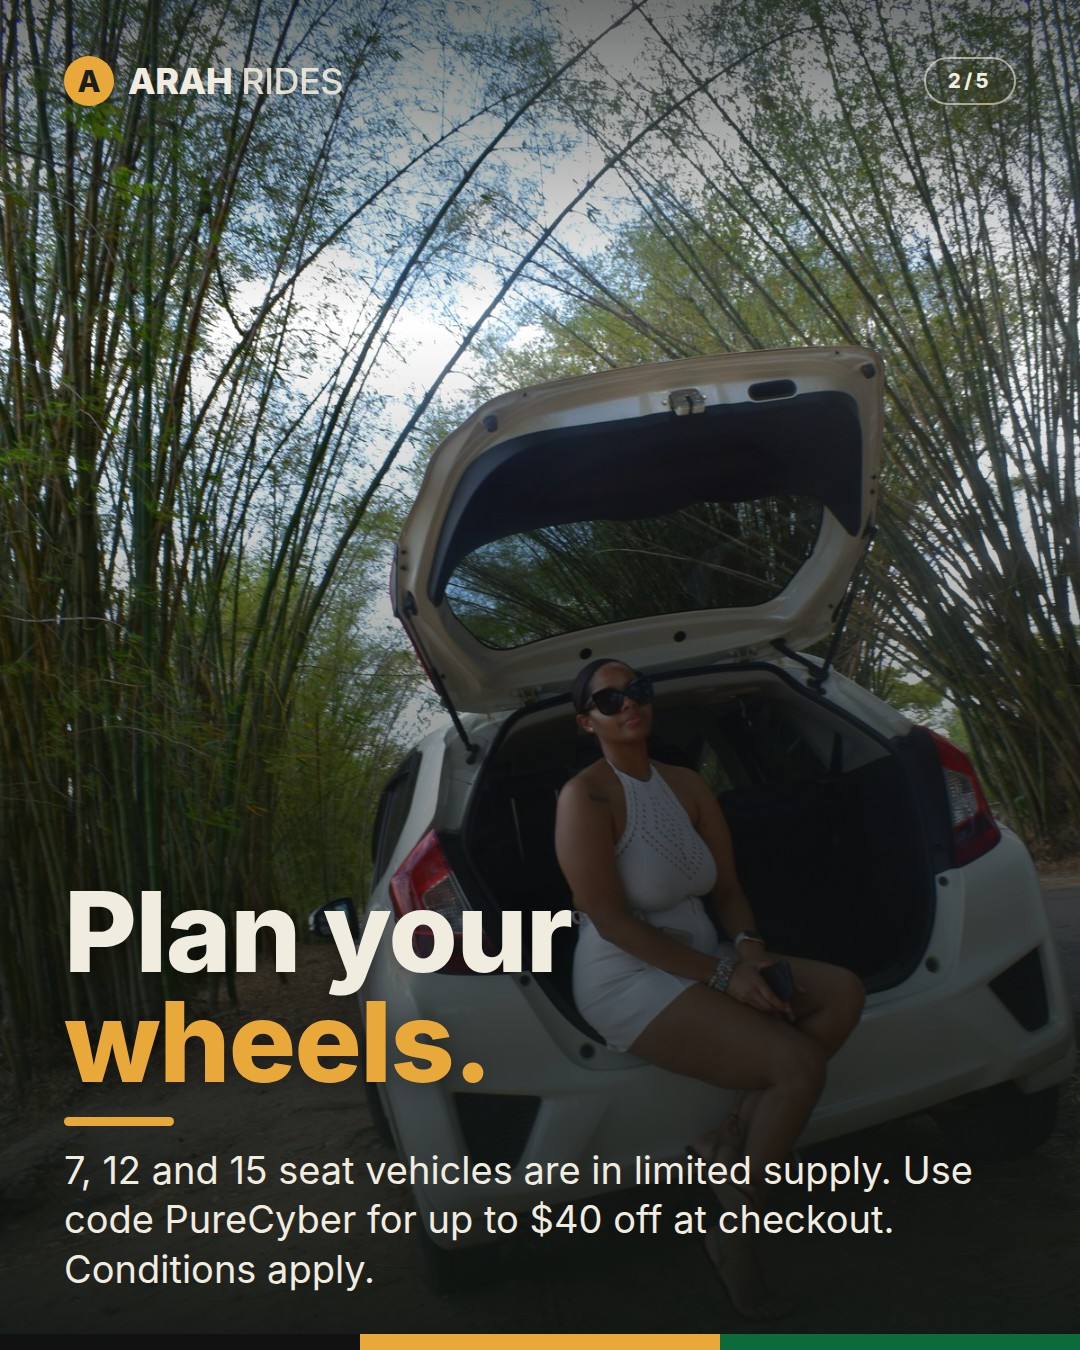 A ARAH RIDES
2/5
Plan your
wheels.
7, 12 and 15 seat vehicles are in limited supply. Use
code PureCyber for up to $40 off at checkout.
Conditions apply.